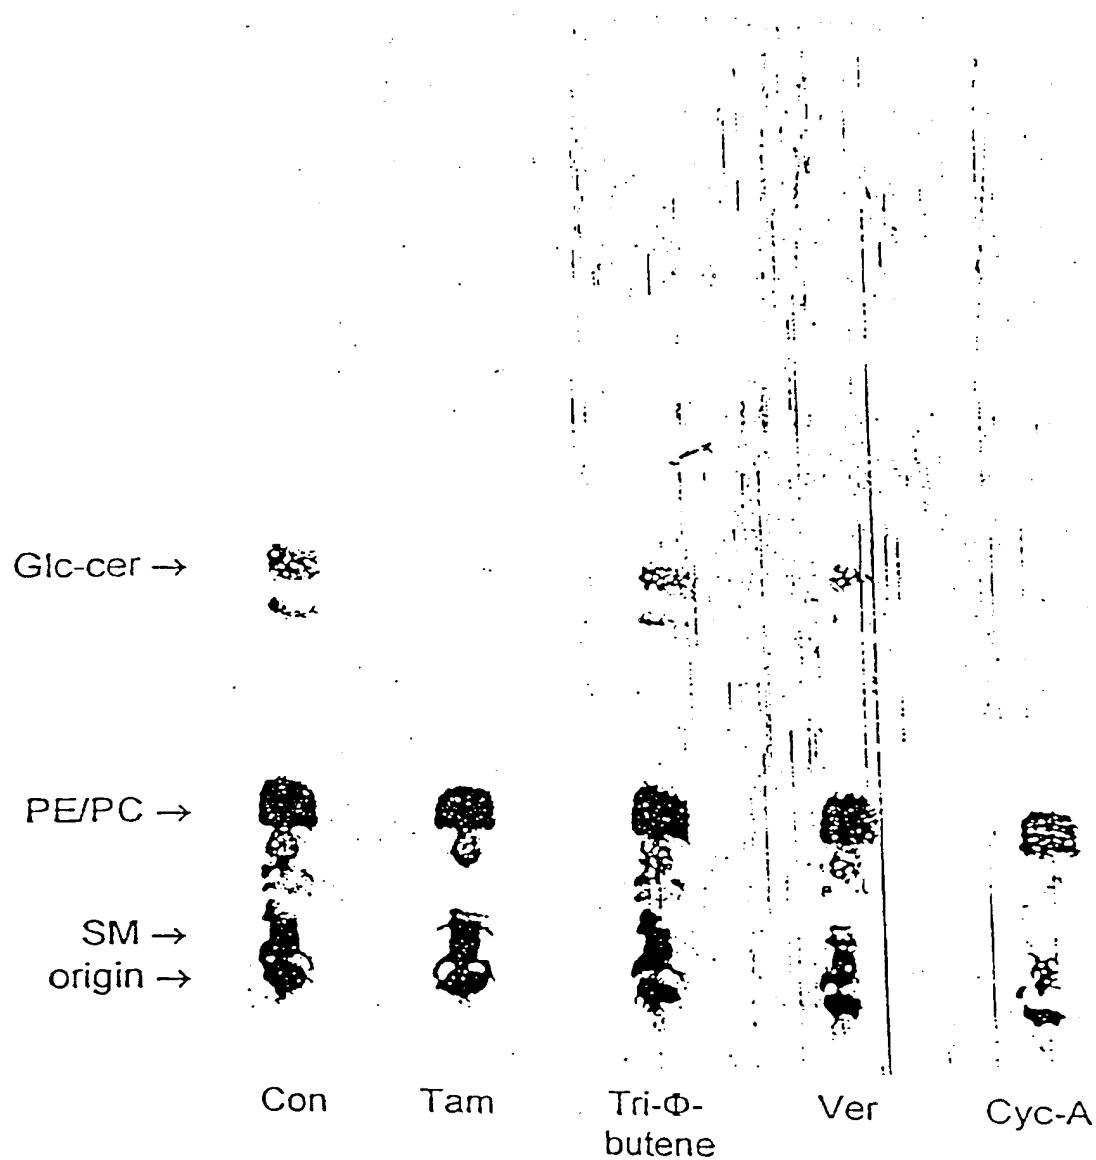 Glc-cer →
PE/PC →
SM →
origin →
Con Tam Tri-Φ-butene Ver Cyc-A